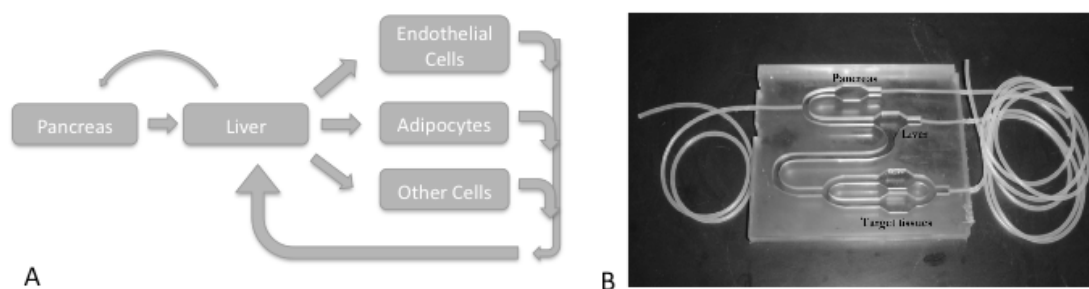 Endothelial
Cells
Pancreas
Liver
Adipocytes
Other Cells
A
Pancreas
Liver
Target tissues
B